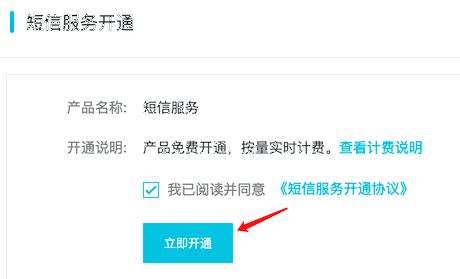 短信服务开通
产品名称: 短信服务
开通说明: 产品免费开通，按量实时计费。查看计费说明
我已阅读并同意 《短信服务开通协议》
立即开通